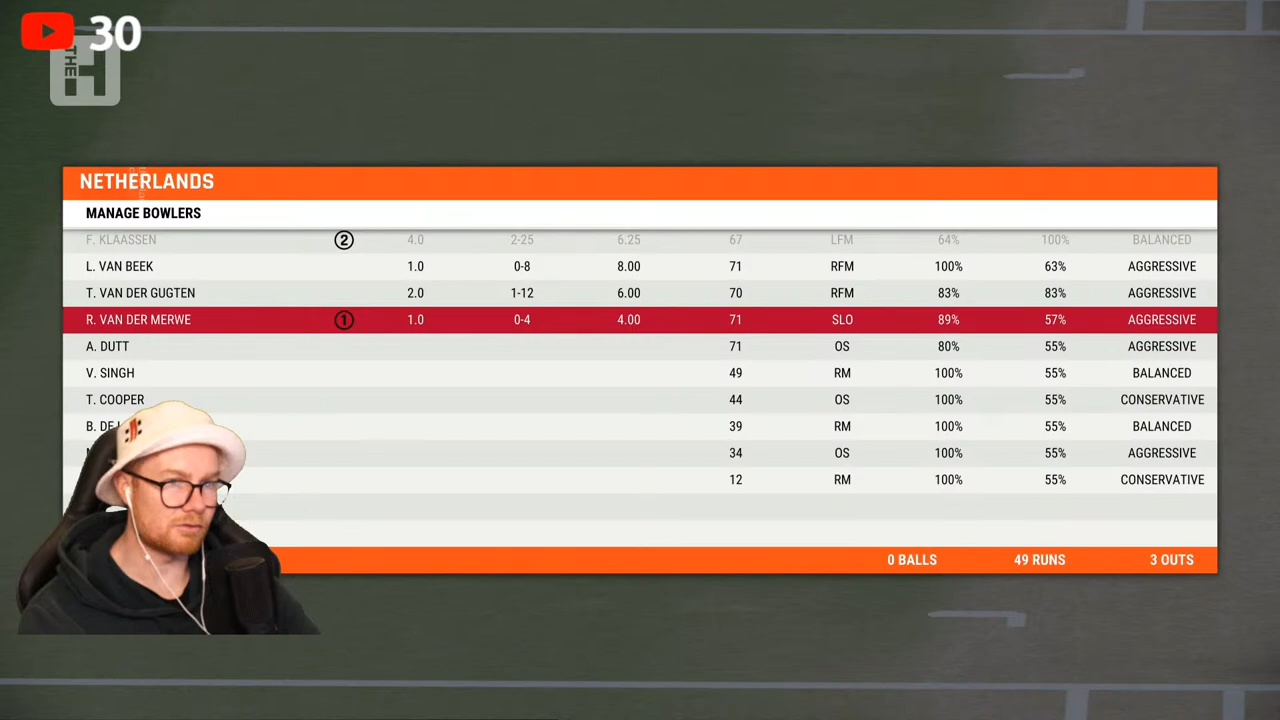 30
THE H
NETHERLANDS
MANAGE BOWLERS
F. KLAASSEN 2 4.0 2-25 6.25 67 LFM 64% 100% BALANCED
L. VAN BEEK 1.0 0-8 8.00 71 RFM 100% 63% AGGRESSIVE
T. VAN DER GUGTEN 2.0 1-12 6.00 70 RFM 83% 83% AGGRESSIVE
R. VAN DER MERWE 1 1.0 0-4 4.00 71 SLO 89% 57% AGGRESSIVE
A. DUTT 71 OS 80% 55% AGGRESSIVE
V. SINGH 49 RM 100% 55% BALANCED
T. COOPER 44 OS 100% 55% CONSERVATIVE
B. DE 39 RM 100% 55% BALANCED
34 OS 100% 55% AGGRESSIVE
12 RM 100% 55% CONSERVATIVE
0 BALLS 49 RUNS 3 OUTS